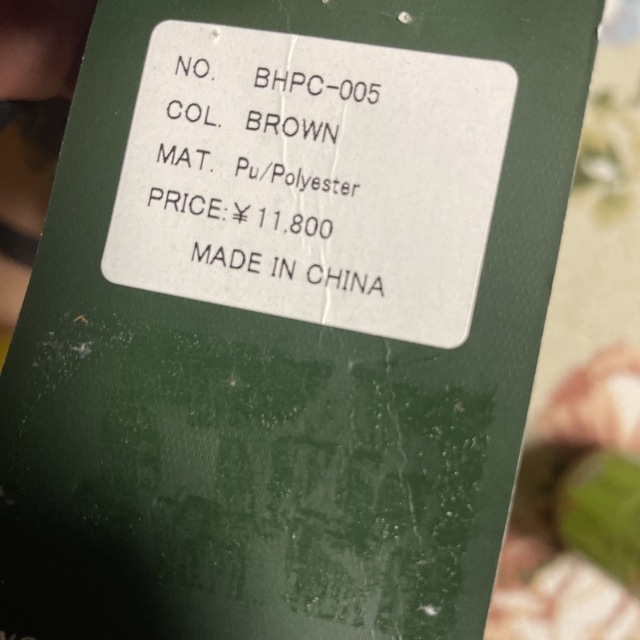 NO. BHPC-005
COL. BROWN
MAT. Pu/Polyester
PRICE:¥11,800
MADE IN CHINA